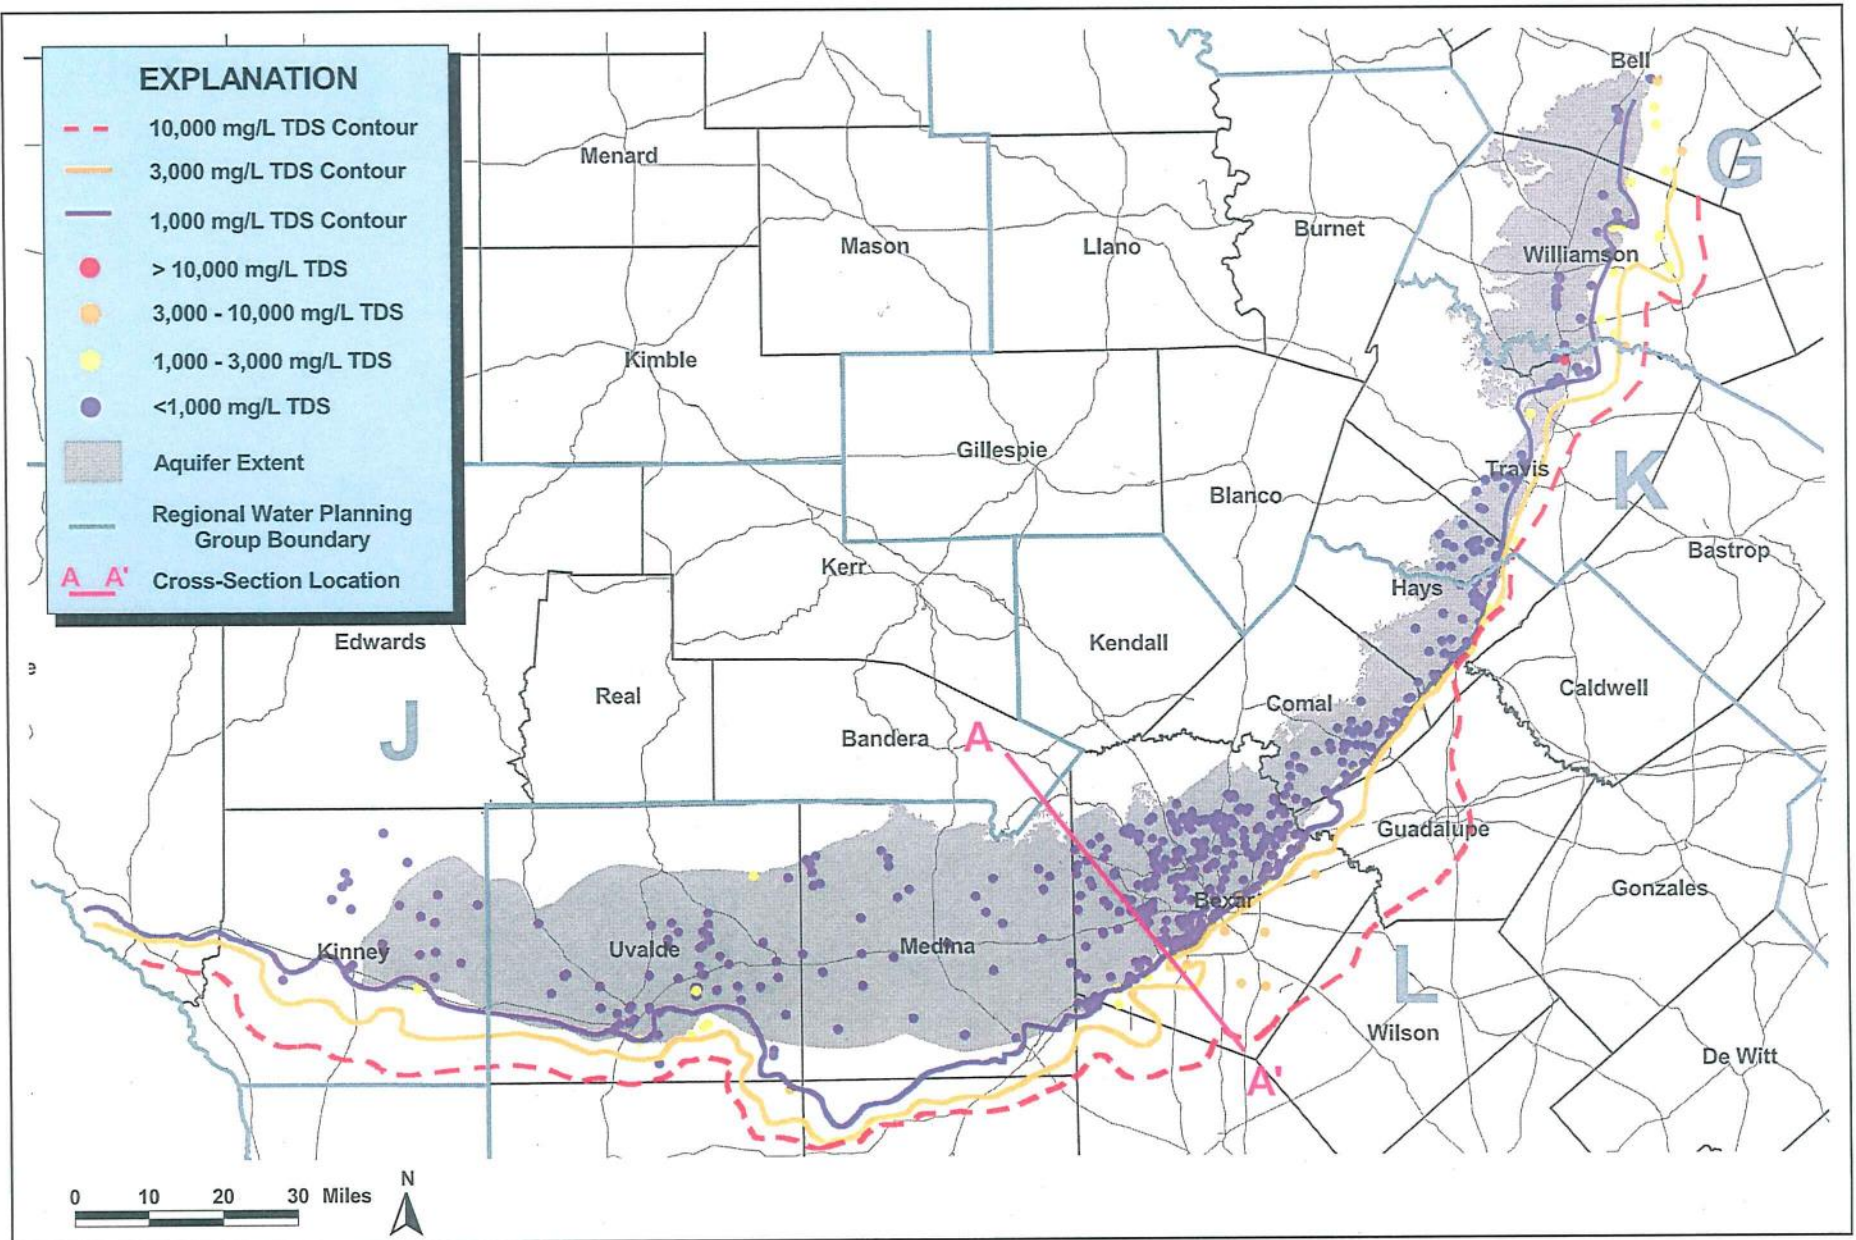 EXPLANATION
10,000 mg/L TDS Contour
3,000 mg/L TDS Contour
1,000 mg/L TDS Contour
> 10,000 mg/L TDS
3,000 - 10,000 mg/L TDS
1,000 - 3,000 mg/L TDS
<1,000 mg/L TDS
Aquifer Extent
Regional Water Planning
Group Boundary
A A' Cross-Section Location
Bell
G
Menard
Mason
Llano
Burnet
Williamson
Kimble
Gillespie
Blanco
Travis
K
Bastrop
Kerr
Hays
Edwards
Real
Kendall
Caldwell
Comal
J
Bandera
A
Guadalupe
Gonzales
Bexar
Kinney
Uvalde
Medina
L
Wilson
De Witt
A'
0 10 20 30 Miles
N